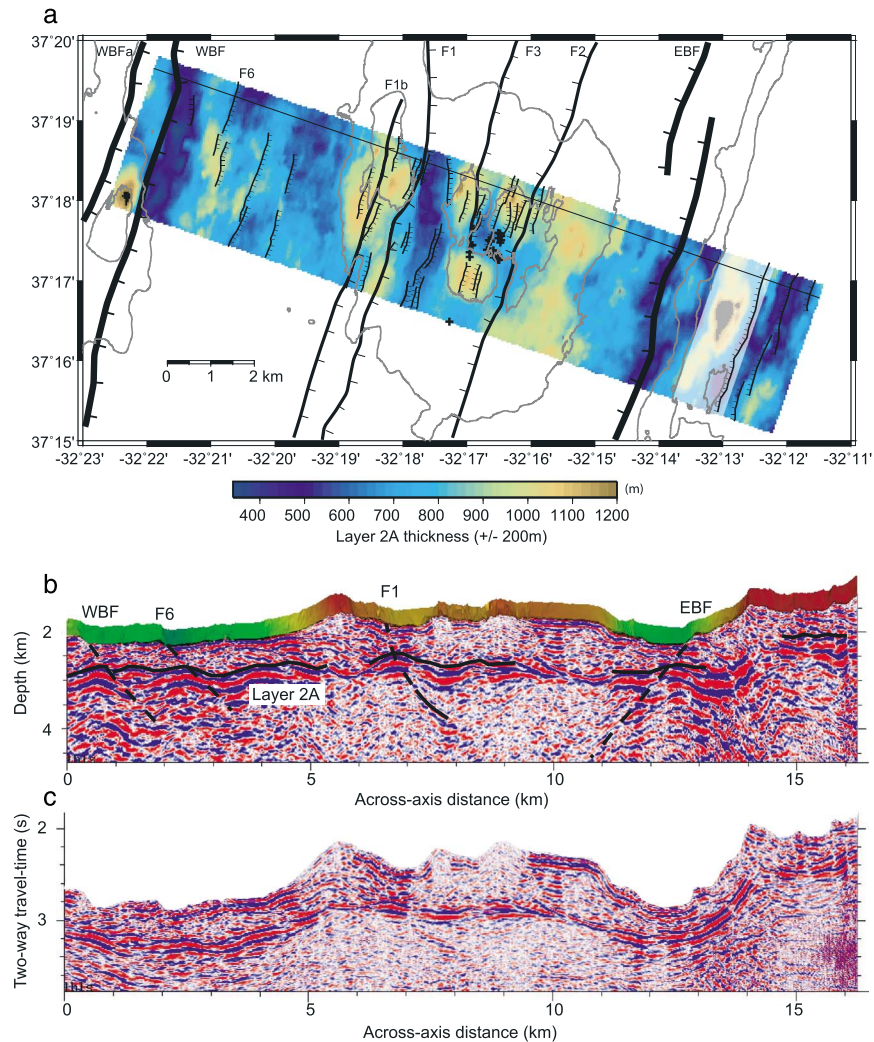 a
37°20'
WBFa
WBF
F1
F3
F2
EBF
F6
F1b
37°19'
37°18'
37°17'
37°16'
0 1 2 km
37°15'
-32°23' -32°22' -32°21' -32°20' -32°19' -32°18' -32°17' -32°16' -32°15' -32°14' -32°13' -32°12' -32°11'
(m)
400 500 600 700 800 900 1000 1100 1200
Layer 2A thickness (+/- 200m)
b
WBF
F6
F1
EBF
2
Depth (km)
Layer 2A
4
0 5 10 15
Across-axis distance (km)
c
2
Two-way travel-time (s)
3
0 5 10 15
Across-axis distance (km)